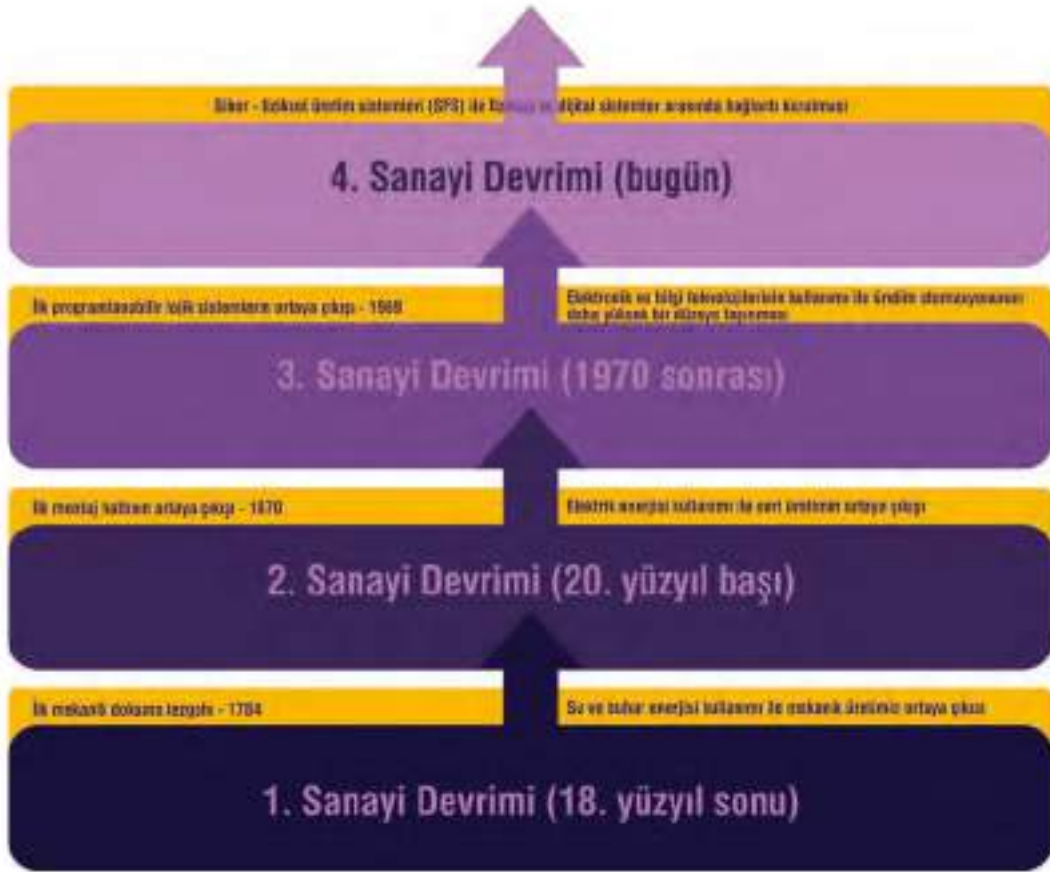 Siber - fiziksel üretim sistemleri (SFS) ile fiziksel ve dijital sistemler arasında bağlantı kurulması
4. Sanayi Devrimi (bugün)
İlk programlanabilir lojik sistemlerin ortaya çıkışı - 1969
Elektronik ve bilgi teknolojilerinin kullanımı ile üretim otomasyonunun
daha yüksek bir düzeye taşınması
3. Sanayi Devrimi (1970 sonrası)
İlk montaj hattının ortaya çıkışı - 1870
Elektrik enerjisi kullanımı ile seri üretimin ortaya çıkışı
2. Sanayi Devrimi (20. yüzyıl başı)
İlk mekanik dokuma tezgahı - 1784
Su ve buhar enerjisi kullanımı ile mekanik üretimin ortaya çıkışı
1. Sanayi Devrimi (18. yüzyıl sonu)